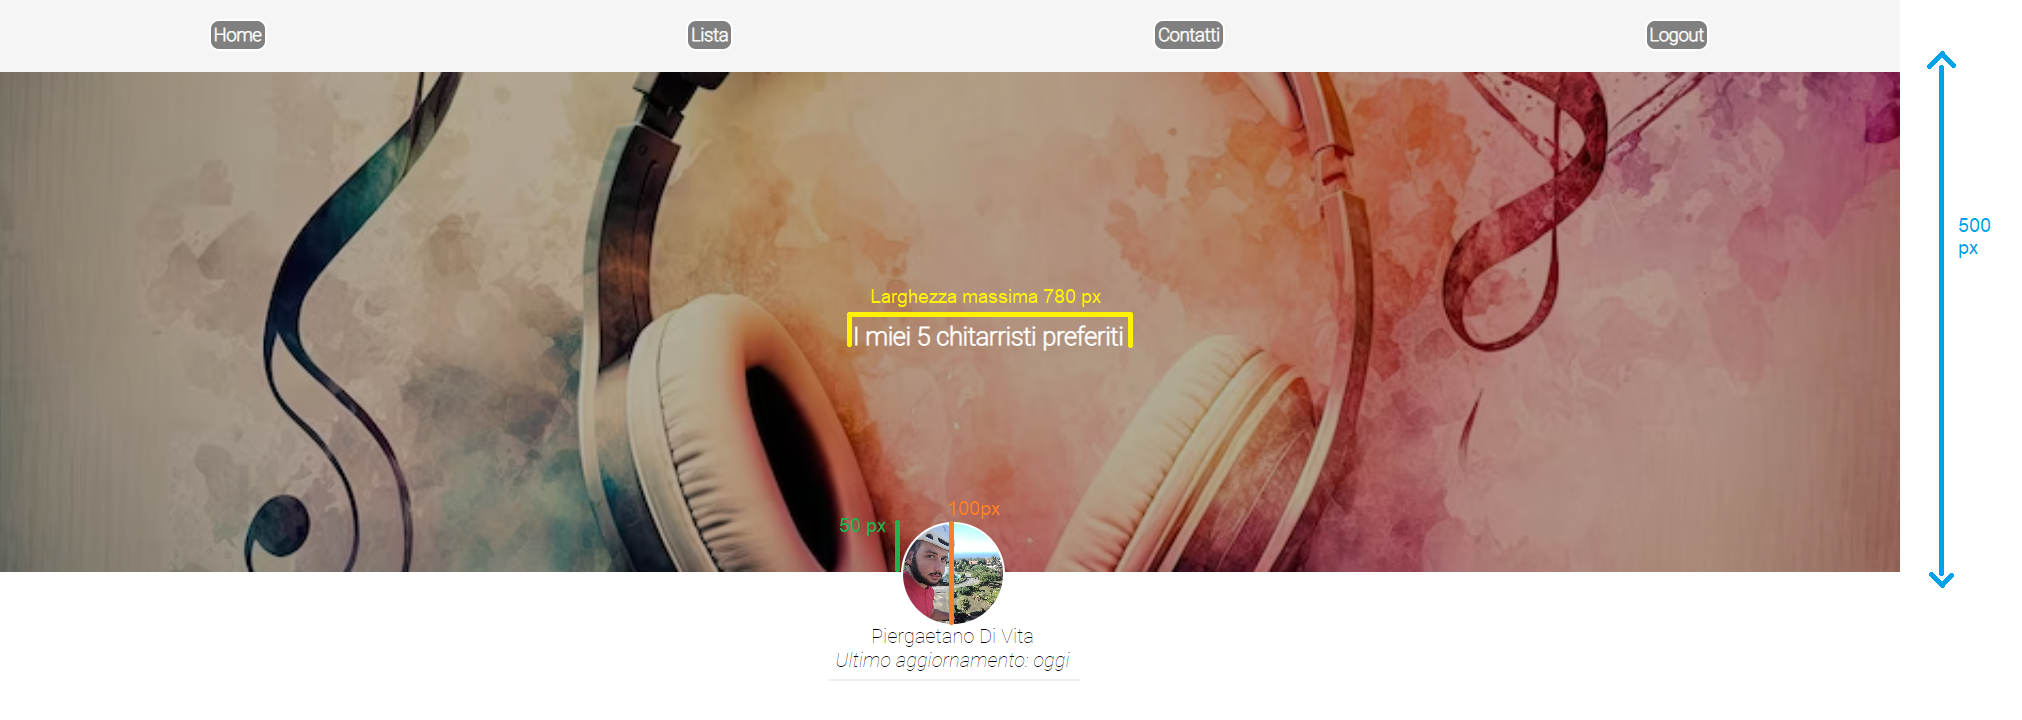 Home
Lista
Contatti
Logout
500
px
Larghezza massima 780 px
I miei 5 chitarristi preferiti
100px
50 px
Piergaetano Di Vita
Ultimo aggiornamento: oggi